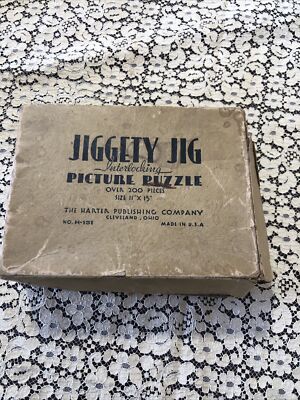 JIGGETY JIG
Interlocking
PICTURE PUZZLE
OVER 200 PIECES
SIZE 11" X 15"
THE HARTER PUBLISHING COMPANY
CLEVELAND, OHIO
NO. H-
MADE IN U.S.A